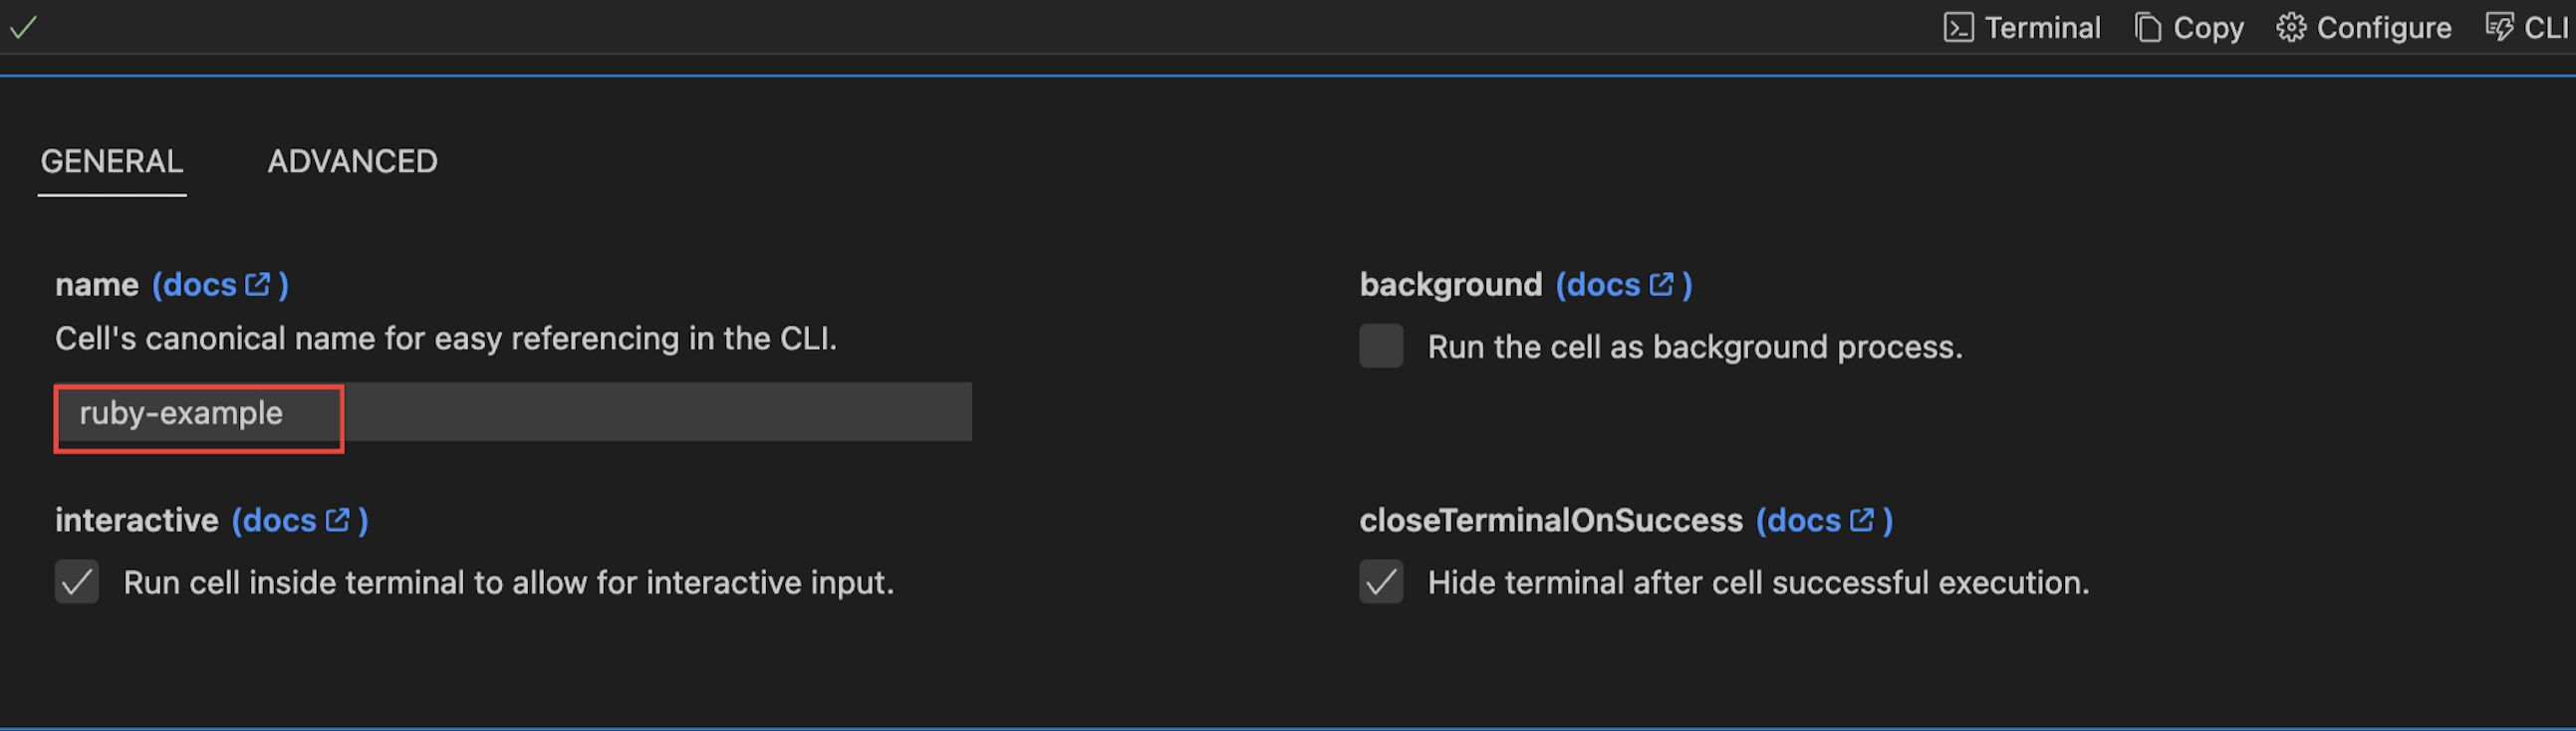 Terminal Copy Configure CLI
GENERAL ADVANCED
name (docs)
Cell's canonical name for easy referencing in the CLI.
ruby-example
background (docs)
Run the cell as background process.
interactive (docs)
Run cell inside terminal to allow for interactive input.
closeTerminalOnSuccess (docs)
Hide terminal after cell successful execution.